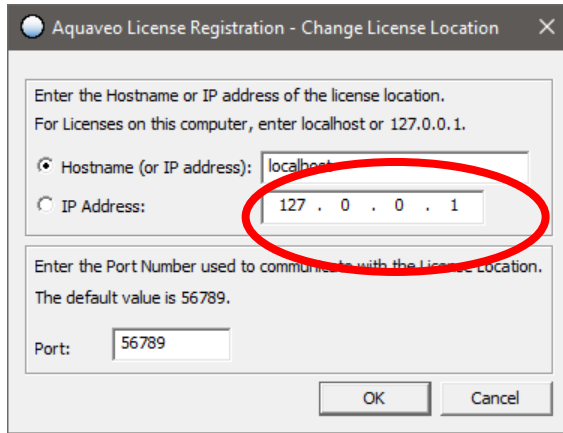 Aquaveo License Registration - Change License Location
Enter the Hostname or IP address of the license location.
For Licenses on this computer, enter localhost or 127.0.0.1.
Hostname (or IP address): localhost
IP Address: 127 . 0 . 0 . 1
Enter the Port Number used to communicate with the License Location.
The default value is 56789.
Port: 56789
OK Cancel